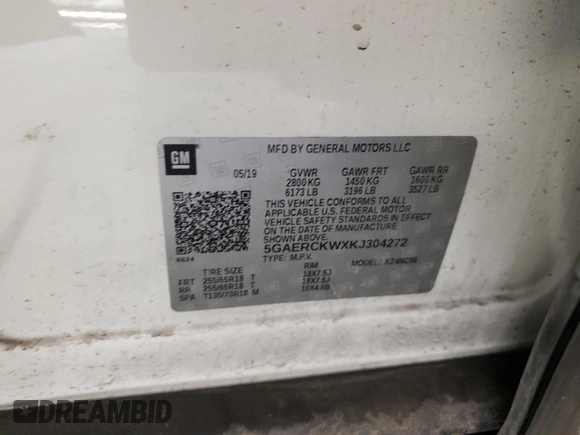 GM
MFD BY GENERAL MOTORS LLC
05/19 GVWR GAWR FRT GAWR RR
2800 KG 1450 KG 1600 KG
6173 LB 3196 LB 3527 LB
THIS VEHICLE CONFORMS TO ALL
APPLICABLE U.S. FEDERAL MOTOR
VEHICLE SAFETY AND THEFT
PREVENTION STANDARDS IN EFFECT
ON THE DATE OF MANUFACTURE
SHOWN ABOVE.
5GAERCKWXKJ304272
TYPE: M.P.V. MODEL:
TIRE SIZE RIM
FRT 255/65R18 T 18X7.5J
RR 255/65R18 T 18X7.5J
SPA T135/70R18 M 18X4.5B
DREAMBID